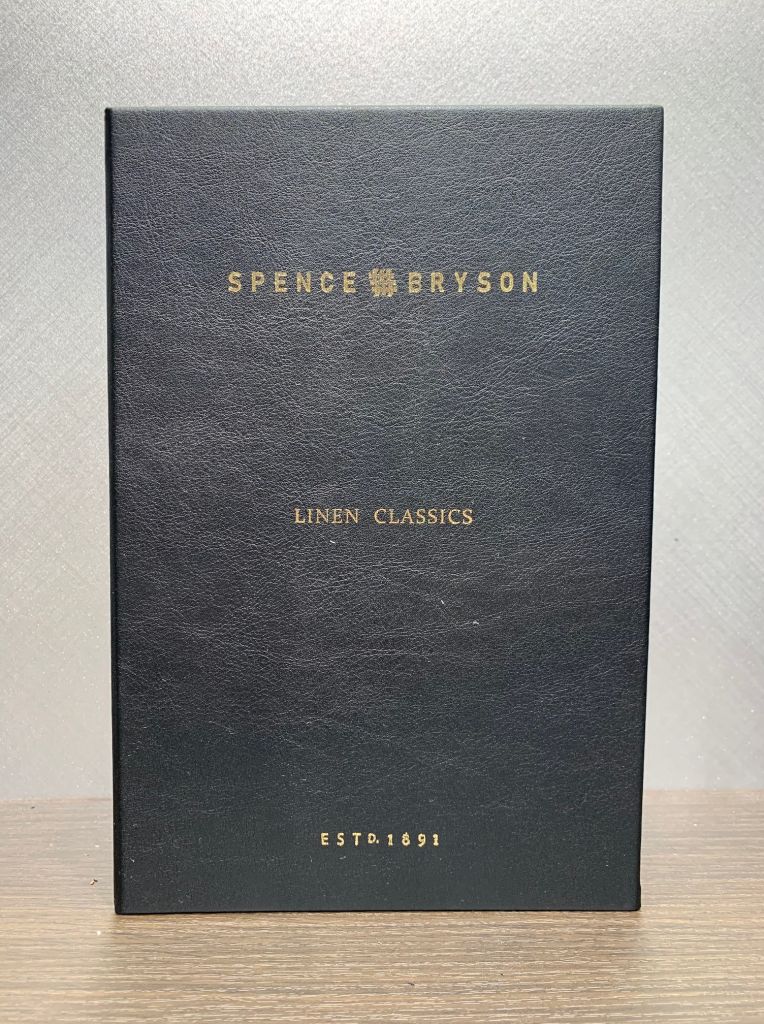 SPENCE BRYSON
LINEN CLASSICS
ESTD. 1891